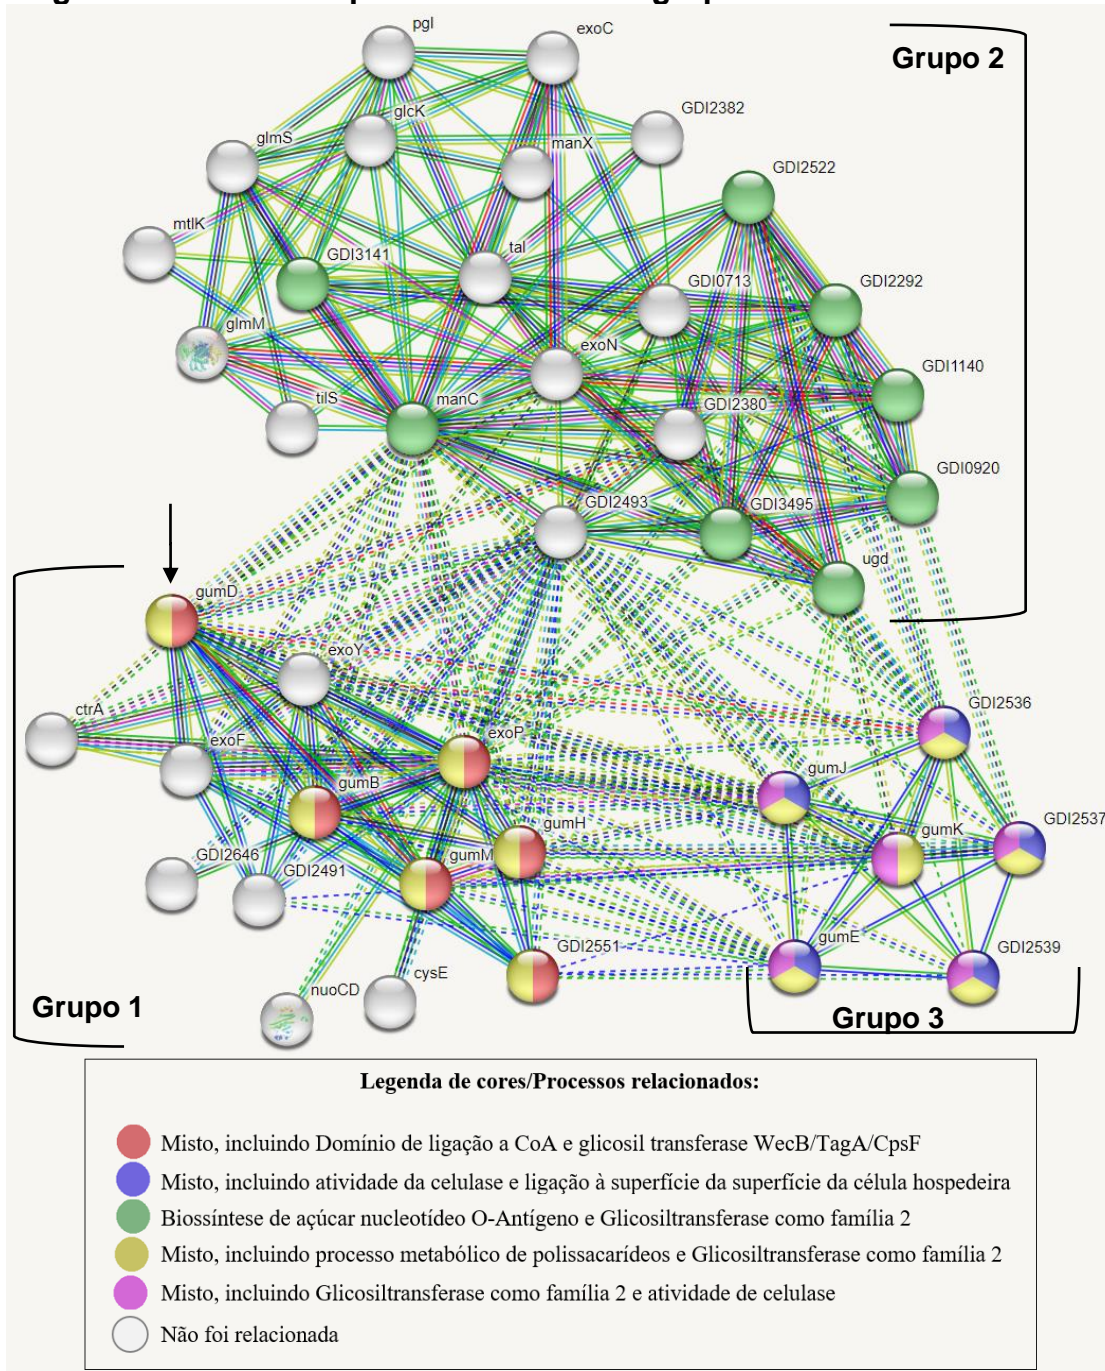 pgI
exoC
Grupo 2
GDI2382
glcK
glmS
manX
GDI2522
mtlK
tal
GDI3141
GDI0713
GDI2292
glmM
exoN
GDI1140
tilS
manC
GDI2380
GDI0920
GDI2493
GDI3495
ugd
gumD
exoY
ctrA
GDI2536
exoF
exoP
gumJ
gumB
gumH
gumK
GDI2537
GDI2646
GDI2491
gumM
gumE
GDI2551
GDI2539
cysE
nuoCD
Grupo 1
Grupo 3
Legenda de cores/Processos relacionados:
Misto, incluindo Domínio de ligação a CoA e glicosil transferase WecB/TagA/CpsF
Misto, incluindo atividade da celulase e ligação à superfície da superfície da célula hospedeira
Biossíntese de açúcar nucleotídeo O-Antígeno e Glicosiltransferase como família 2
Misto, incluindo processo metabólico de polissacarídeos e Glicosiltransferase como família 2
Misto, incluindo Glicosiltransferase como família 2 e atividade de celulase
Não foi relacionada